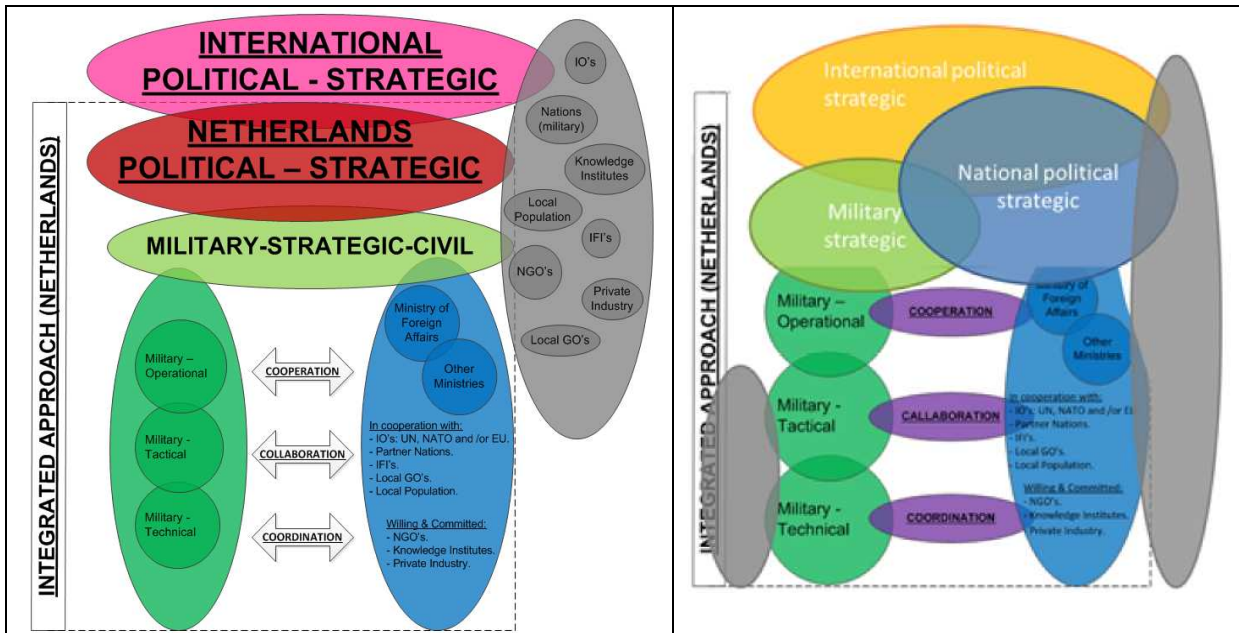 INTERNATIONAL
POLITICAL - STRATEGIC
NETHERLANDS
POLITICAL – STRATEGIC
MILITARY-STRATEGIC-CIVIL
INTEGRATED APPROACH (NETHERLANDS)
IO's
Nations
(military)
Knowledge
Institutes
Local
Population
IFI's
NGO's
Private
Industry
Local GO's
Military –
Operational
Military -
Tactical
Military -
Technical
COOPERATION
COLLABORATION
COORDINATION
Ministry of
Foreign
Affairs
Other
Ministries
In cooperation with:
- IO's: UN, NATO and /or EU.
- Partner Nations.
- IFI's.
- Local GO's.
- Local Population.
Willing & Committed:
- NGO's.
- Knowledge Institutes.
- Private Industry.
International political
strategic
National political
strategic
Military
strategic
INTEGRATED APPROACH (NETHERLANDS)
Military –
Operational
Military -
Tactical
Military -
Technical
COOPERATION
CALLABORATION
COORDINATION
Ministry of
Foreign
Affairs
Other
Ministries
In cooperation with:
- IO's: UN, NATO and /or EU
- Partner Nations.
- IFI's.
- Local GO's.
- Local Population.
Willing & Committed:
- NGO's.
- Knowledge Institutes.
- Private Industry.